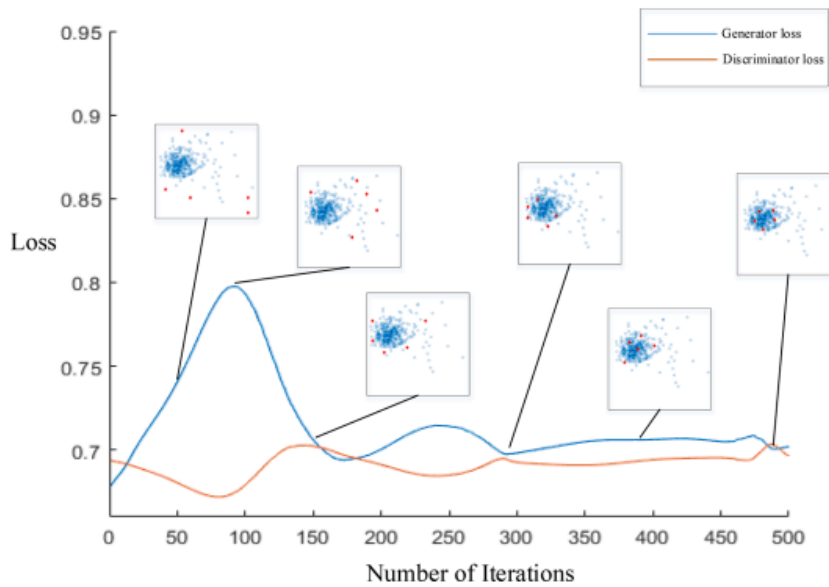 0.95
Generator loss
Discriminator loss
0.9
0.85
Loss
0.8
0.75
0.7
0 50 100 150 200 250 300 350 400 450 500
Number of Iterations